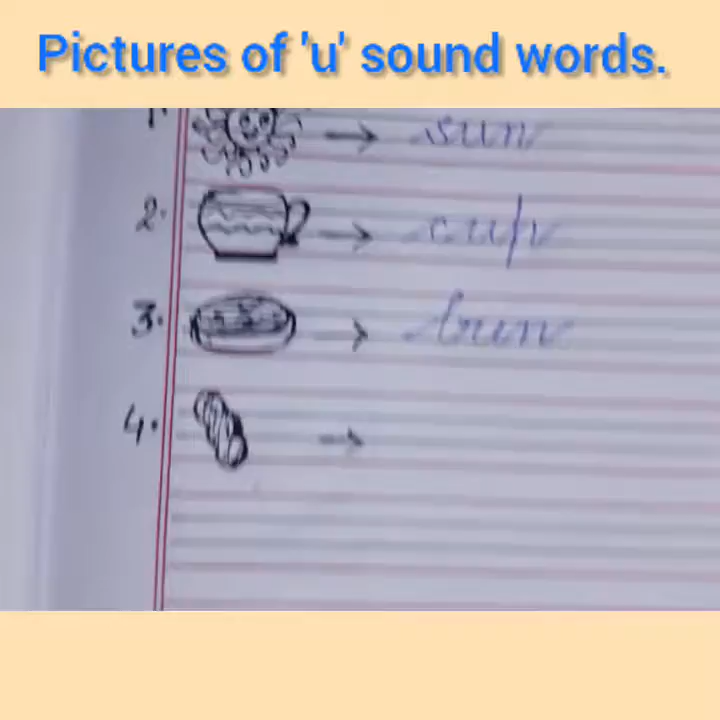 Pictures of 'u' sound words.
1. → sun
2. → cup
3. → bun
4. →